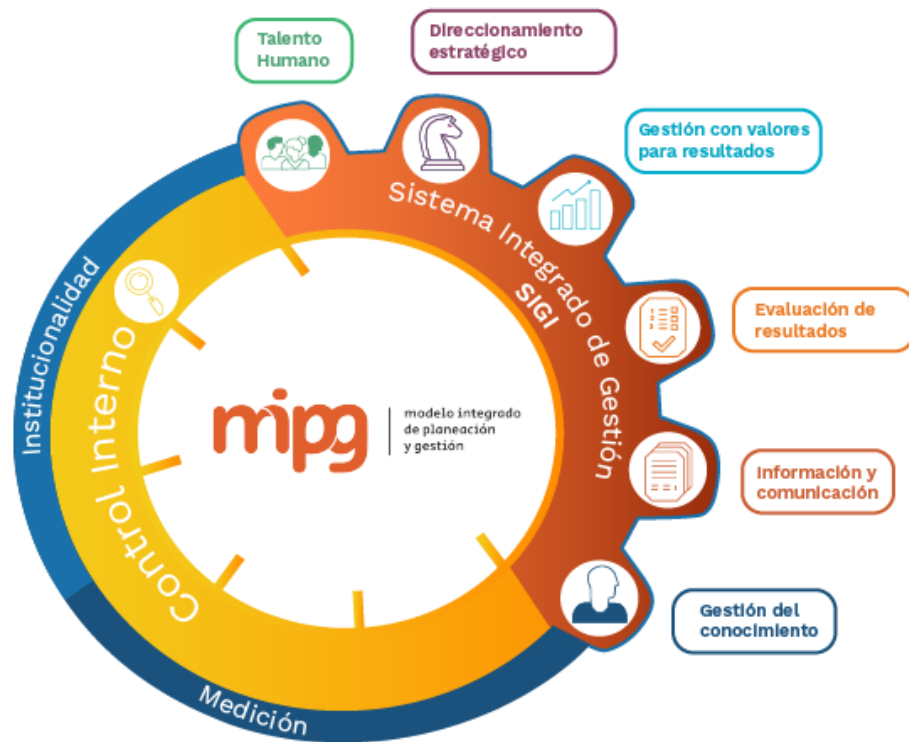 Talento
Humano
Direccionamiento
estratégico
Gestión con valores
para resultados
Evaluación de
resultados
Información y
comunicación
Gestión del
conocimiento
Sistema Integrado de Gestión
SIGI
Institucionalidad
Control Interno
Medición
mipg
modelo integrado
de planeación
y gestión